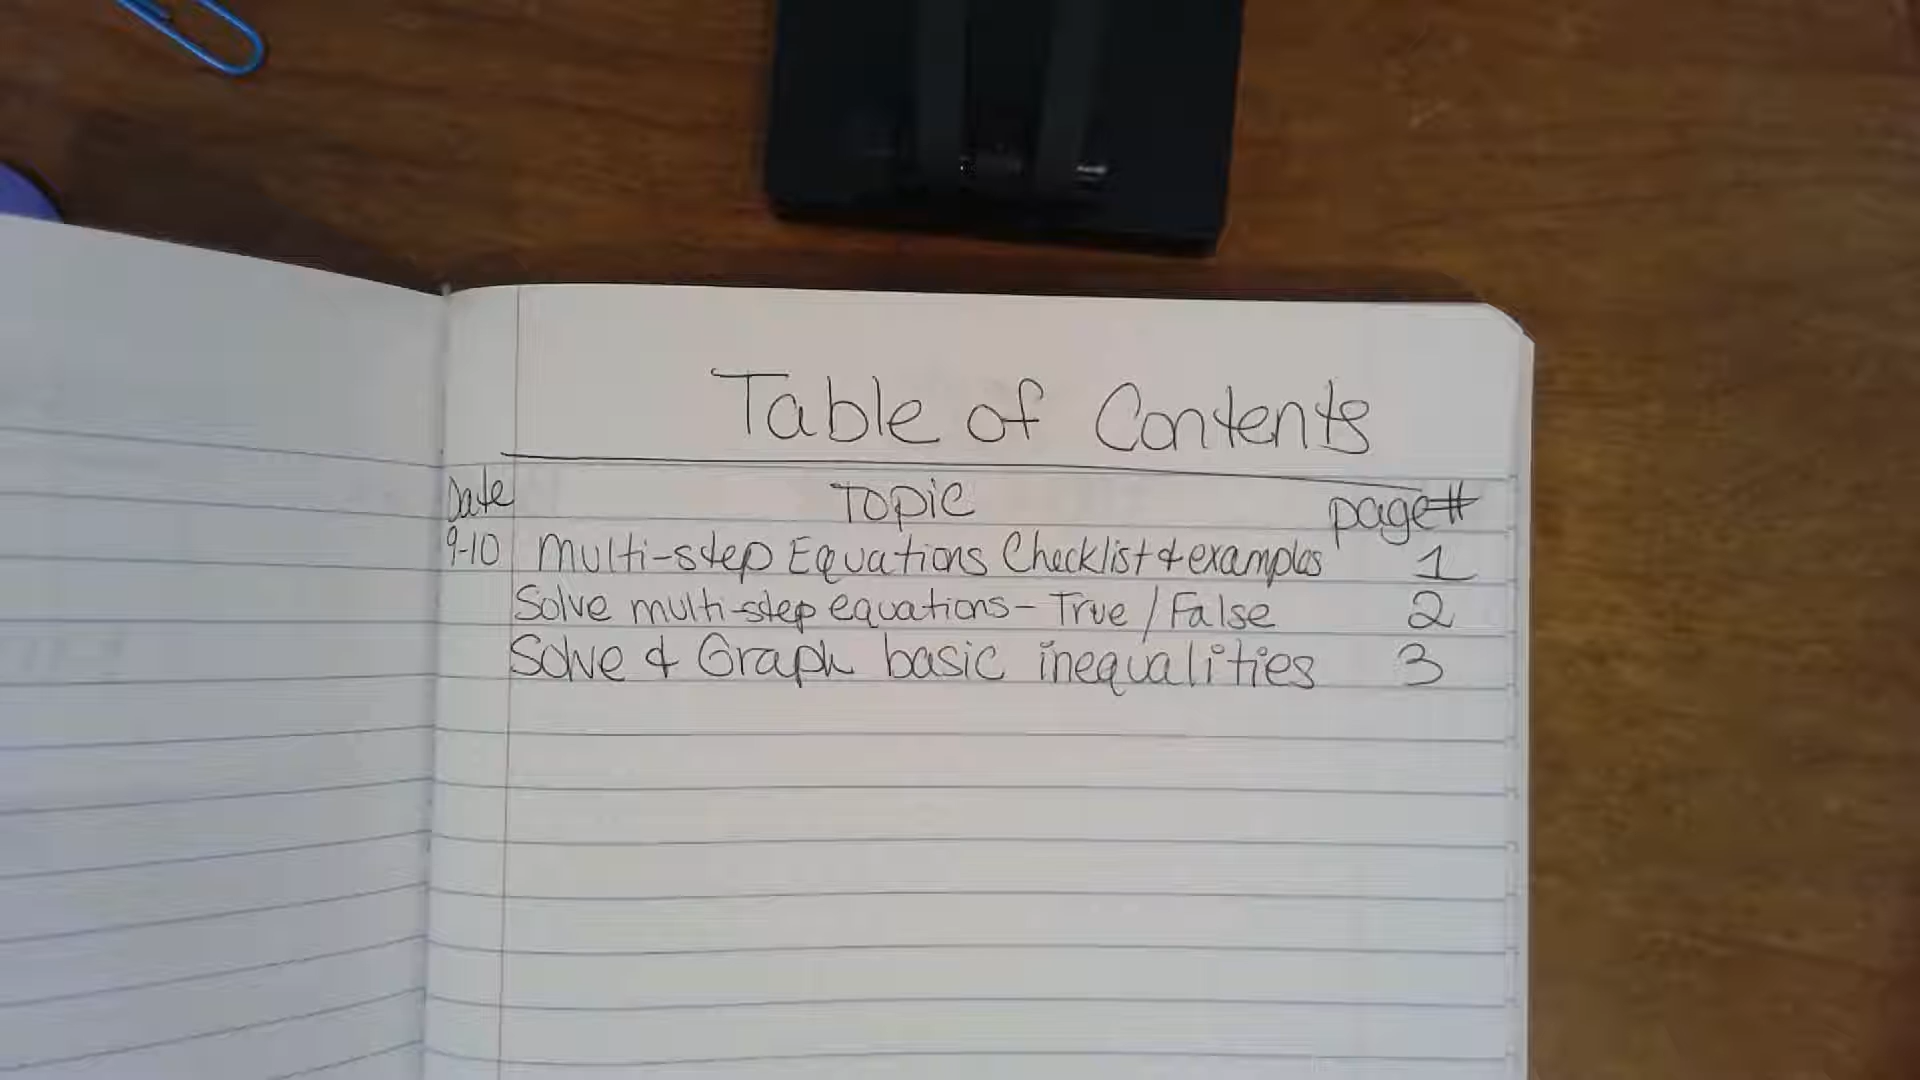 Table of Contents
Date Topic page#
9-10 Multi-step Equations Checklist & examples 1
Solve multi-step equations - True / False 2
Solve & Graph basic inequalities 3